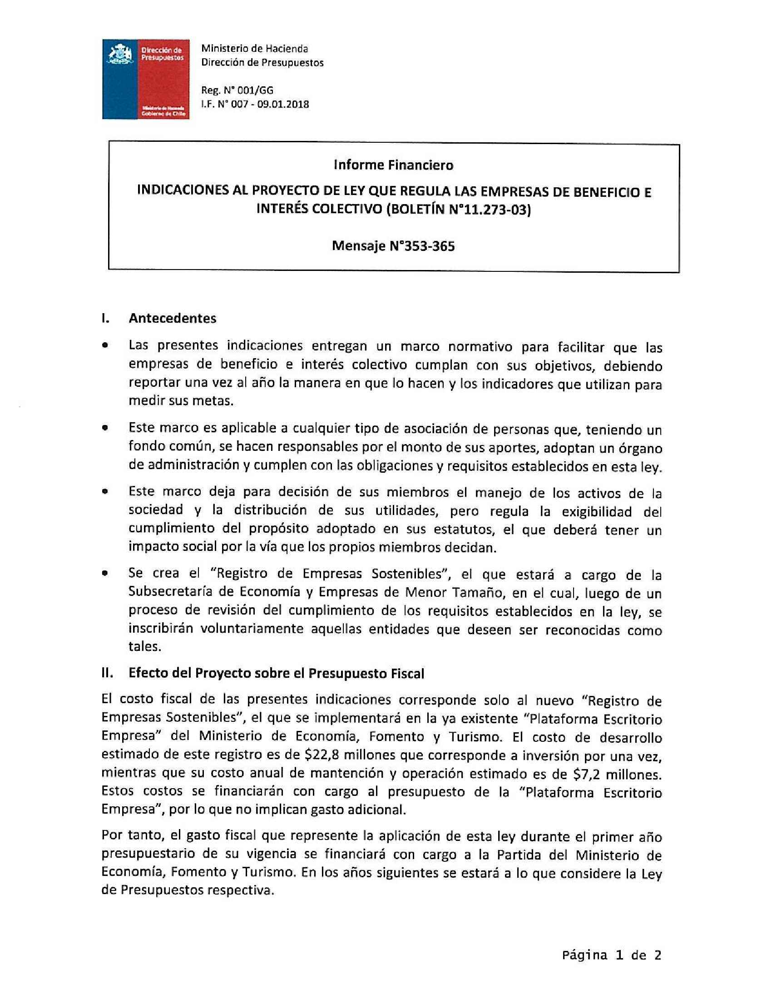 Dirección de
Presupuestos
Ministerio de Hacienda
Gobierno de Chile
Ministerio de Hacienda
Dirección de Presupuestos
Reg. N° 001/GG
I.F. N° 007 - 09.01.2018
Informe Financiero
INDICACIONES AL PROYECTO DE LEY QUE REGULA LAS EMPRESAS DE BENEFICIO E
INTERÉS COLECTIVO (BOLETÍN N°11.273-03)
Mensaje N°353-365
I. Antecedentes
• Las presentes indicaciones entregan un marco normativo para facilitar que las
empresas de beneficio e interés colectivo cumplan con sus objetivos, debiendo
reportar una vez al año la manera en que lo hacen y los indicadores que utilizan para
medir sus metas.
• Este marco es aplicable a cualquier tipo de asociación de personas que, teniendo un
fondo común, se hacen responsables por el monto de sus aportes, adoptan un órgano
de administración y cumplen con las obligaciones y requisitos establecidos en esta ley.
• Este marco deja para decisión de sus miembros el manejo de los activos de la
sociedad y la distribución de sus utilidades, pero regula la exigibilidad del
cumplimiento del propósito adoptado en sus estatutos, el que deberá tener un
impacto social por la vía que los propios miembros decidan.
• Se crea el “Registro de Empresas Sostenibles”, el que estará a cargo de la
Subsecretaría de Economía y Empresas de Menor Tamaño, en el cual, luego de un
proceso de revisión del cumplimiento de los requisitos establecidos en la ley, se
inscribirán voluntariamente aquellas entidades que deseen ser reconocidas como
tales.
II. Efecto del Proyecto sobre el Presupuesto Fiscal
El costo fiscal de las presentes indicaciones corresponde solo al nuevo “Registro de
Empresas Sostenibles”, el que se implementará en la ya existente “Plataforma Escritorio
Empresa” del Ministerio de Economía, Fomento y Turismo. El costo de desarrollo
estimado de este registro es de $22,8 millones que corresponde a inversión por una vez,
mientras que su costo anual de mantención y operación estimado es de $7,2 millones.
Estos costos se financiarán con cargo al presupuesto de la “Plataforma Escritorio
Empresa”, por lo que no implican gasto adicional.
Por tanto, el gasto fiscal que represente la aplicación de esta ley durante el primer año
presupuestario de su vigencia se financiará con cargo a la Partida del Ministerio de
Economía, Fomento y Turismo. En los años siguientes se estará a lo que considere la Ley
de Presupuestos respectiva.
Página 1 de 2